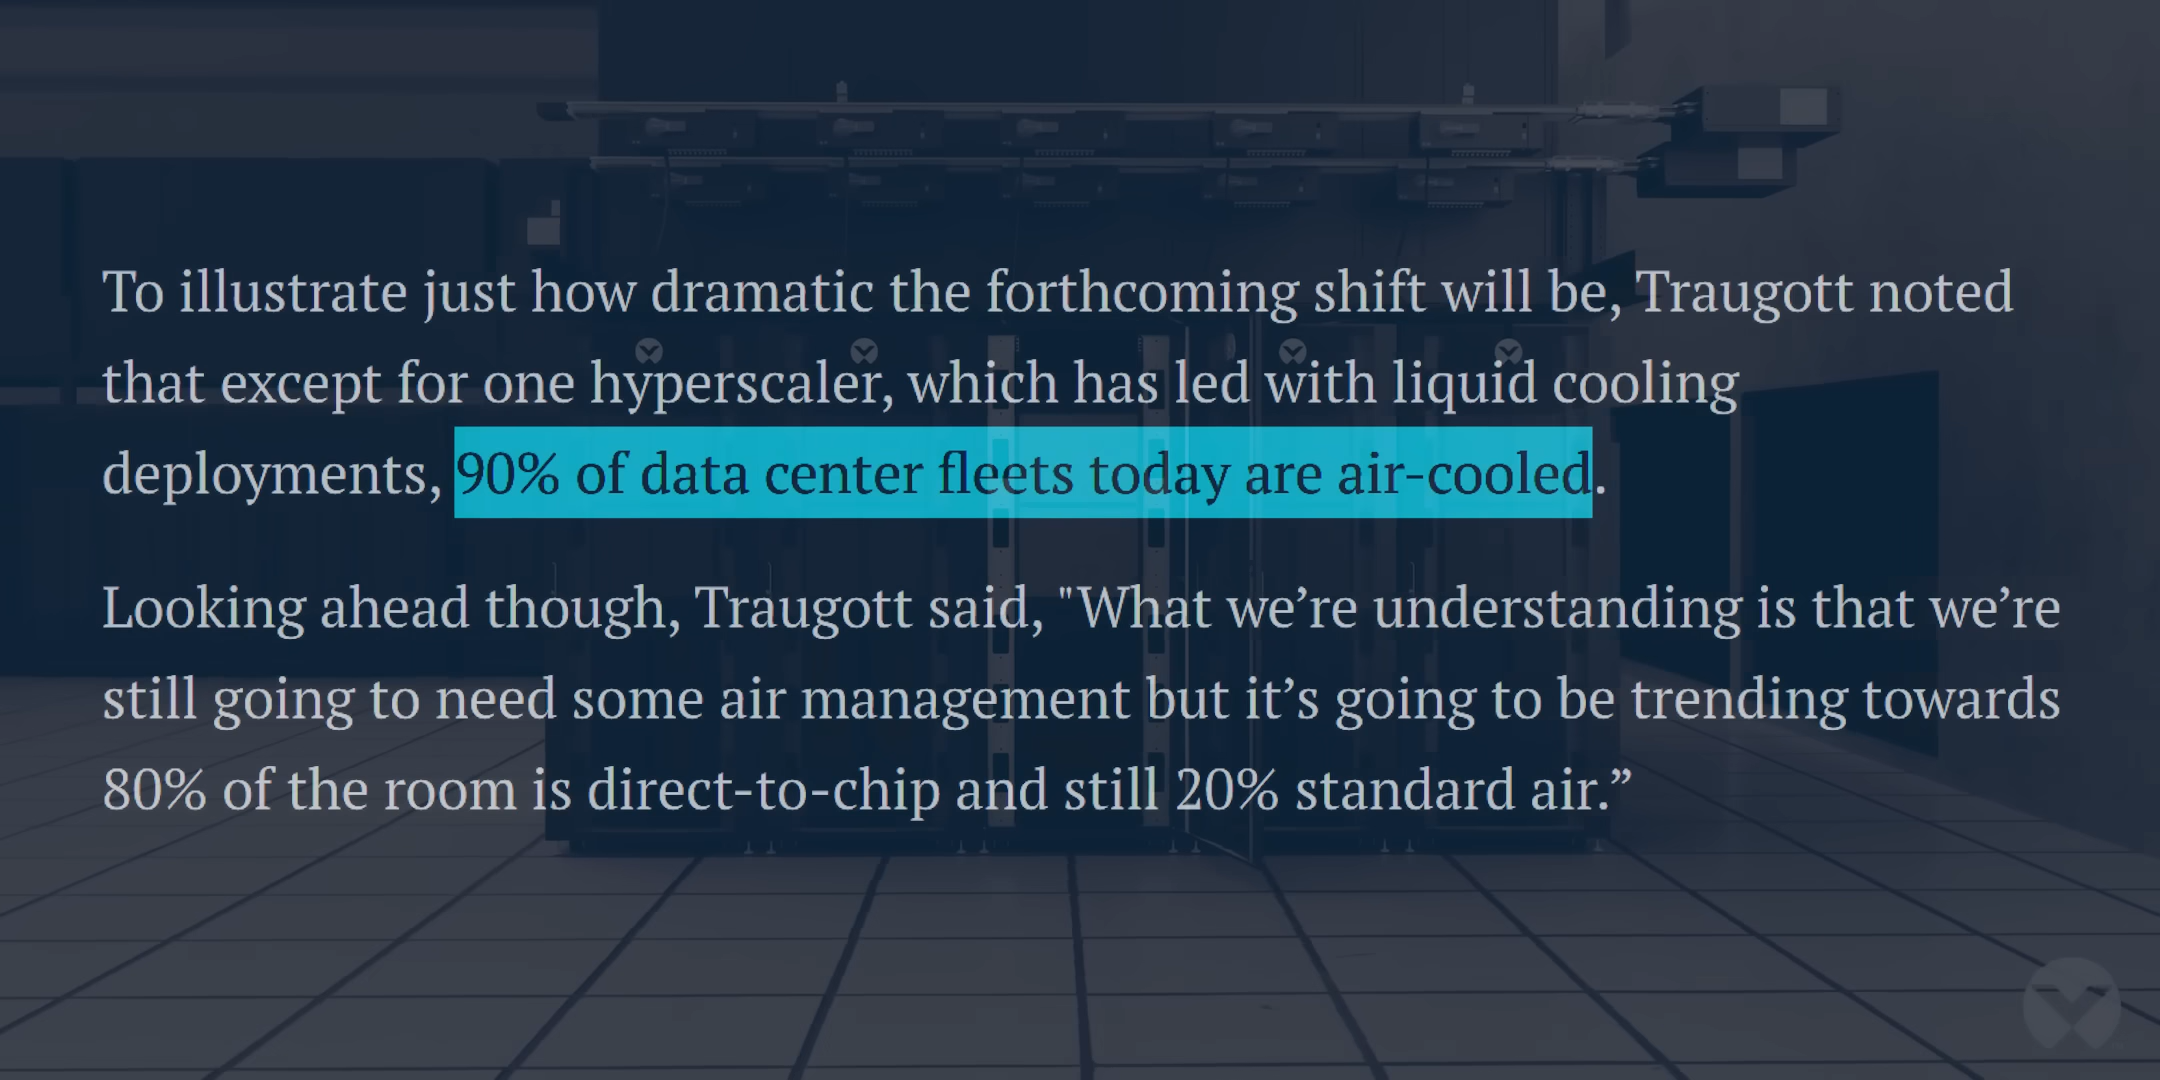 To illustrate just how dramatic the forthcoming shift will be, Traugott noted
that except for one hyperscaler, which has led with liquid cooling
deployments, 90% of data center fleets today are air-cooled.
Looking ahead though, Traugott said, "What we’re understanding is that we’re
still going to need some air management but it’s going to be trending towards
80% of the room is direct-to-chip and still 20% standard air.”